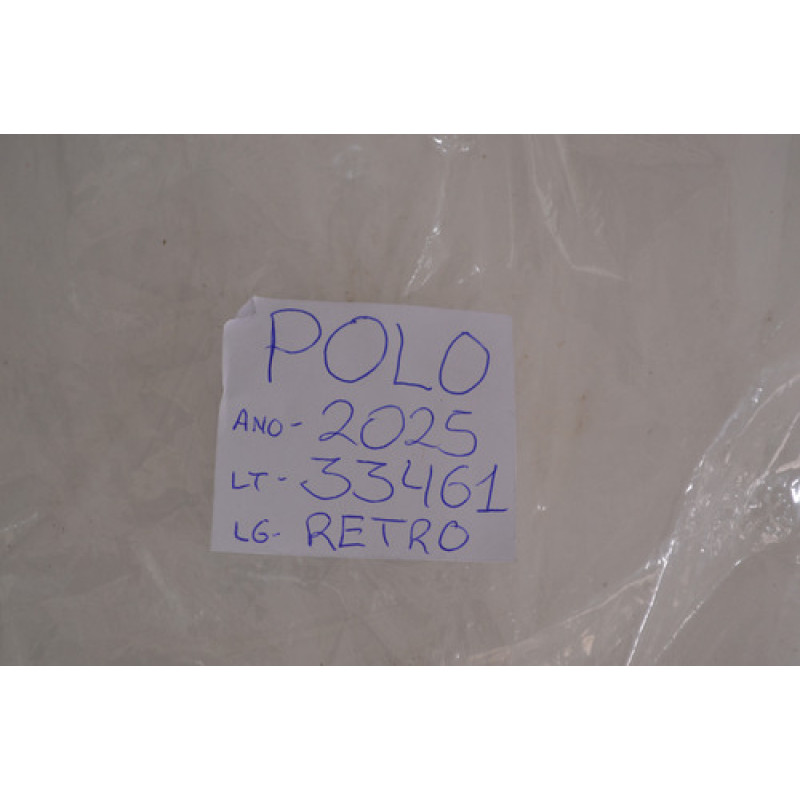 POLO
ANO- 2025
LT- 33461
LG- RETRO